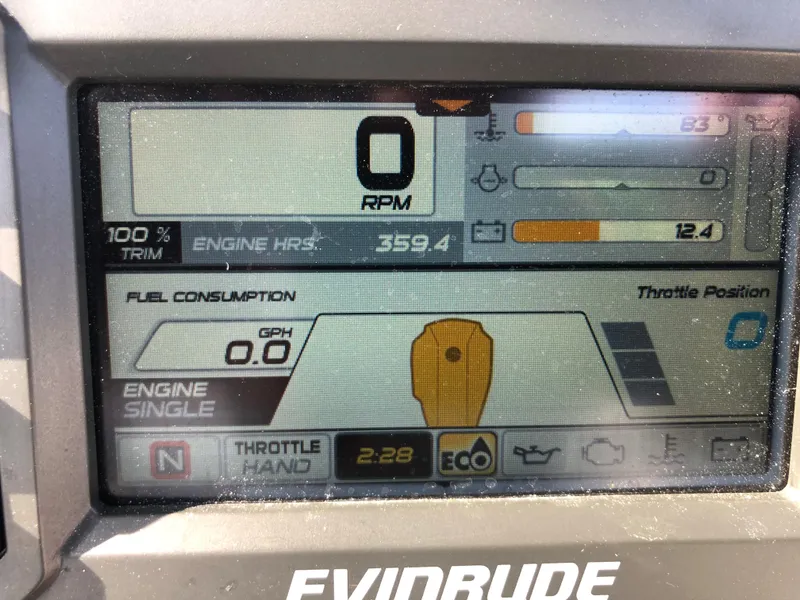 0
RPM
83°
0
12.4
100 %
TRIM
ENGINE HRS. 359.4
FUEL CONSUMPTION
GPH
0.0
Throttle Position
0
ENGINE
SINGLE
N
THROTTLE
HAND
2:28
ECO
EVINRUDE